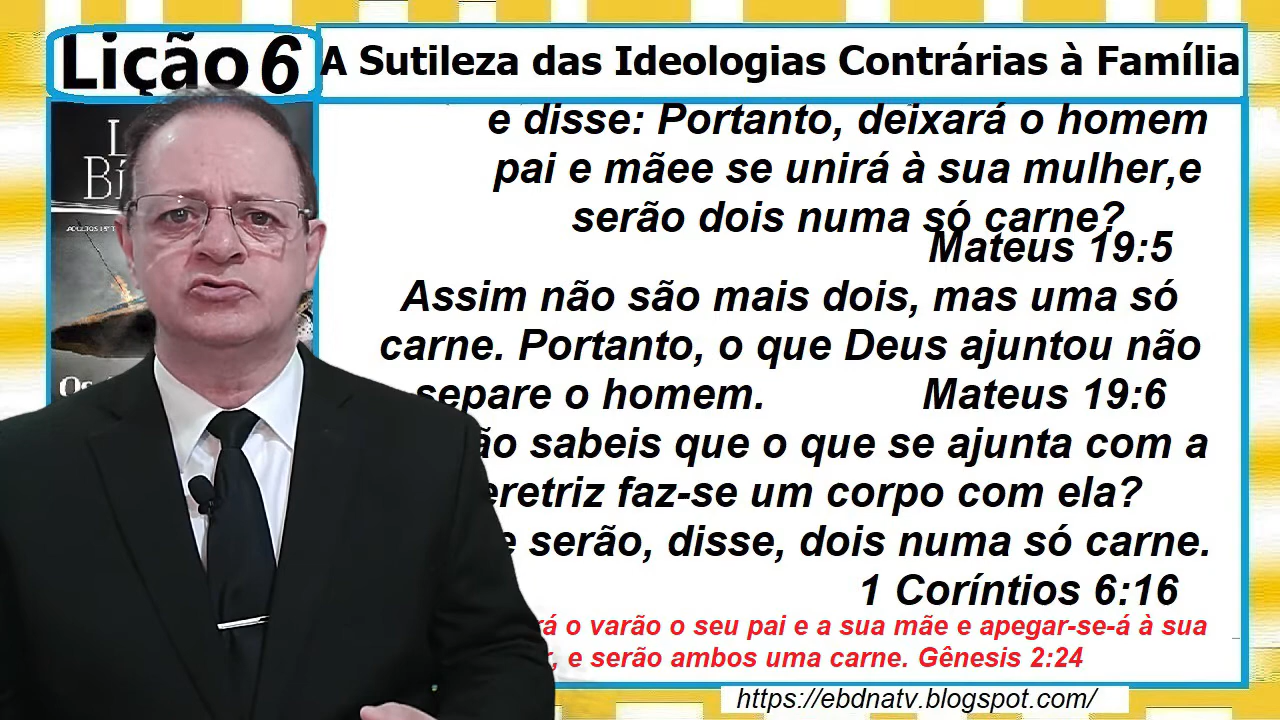 Lição 6
A Sutileza das Ideologias Contrárias à Família
e disse: Portanto, deixará o homem
pai e mãee se unirá à sua mulher,e
serão dois numa só carne?
Mateus 19:5
Assim não são mais dois, mas uma só
carne. Portanto, o que Deus ajuntou não
separe o homem. Mateus 19:6
sabeis que o que se ajunta com a
faz-se um corpo com ela?
serão, disse, dois numa só carne.
1 Coríntios 6:16
o varão o seu pai e a sua mãe e apegar-se-á à sua
e serão ambos uma carne. Gênesis 2:24
https://ebdnatv.blogspot.com/